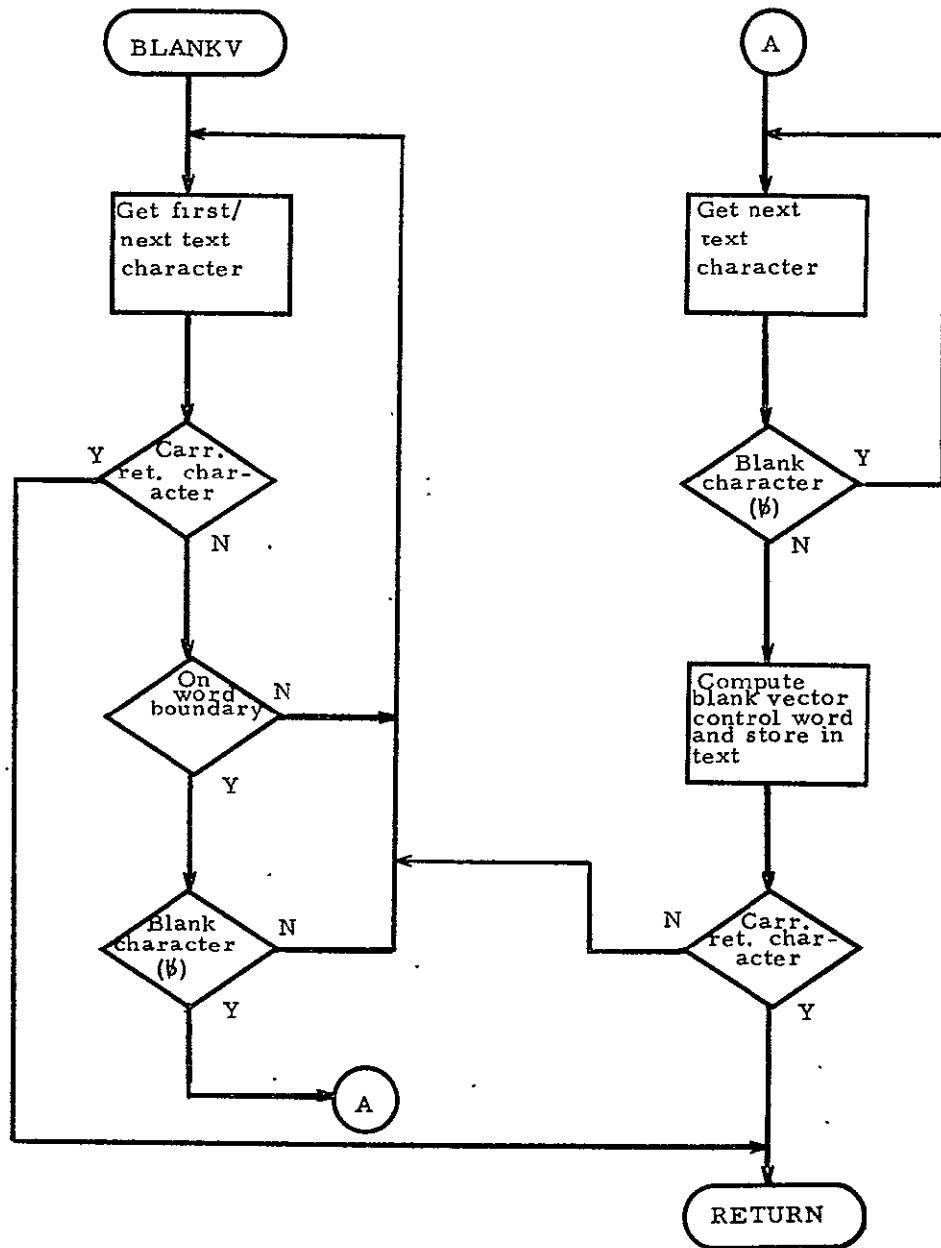 BLANKV
Get first/
next text
character
Y
Carr.
ret. char-
acter
N
On
word
boundary
N
Y
Blank
character
(b̸)
N
Y
A
A
Get next
text
character
Blank
character
(b̸)
Y
N
Compute
blank vector
control word
and store in
text
N
Carr.
ret. char-
acter
Y
RETURN